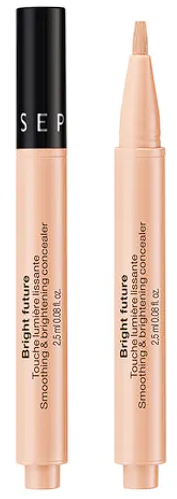 SEP
Bright future
Touche lumière lissante
Smoothing & brightening concealer
2.5 ml 0.08 fl. oz.
Bright future
Touche lumière lissante
Smoothing & brightening concealer
2.5 ml 0.08 fl. oz.